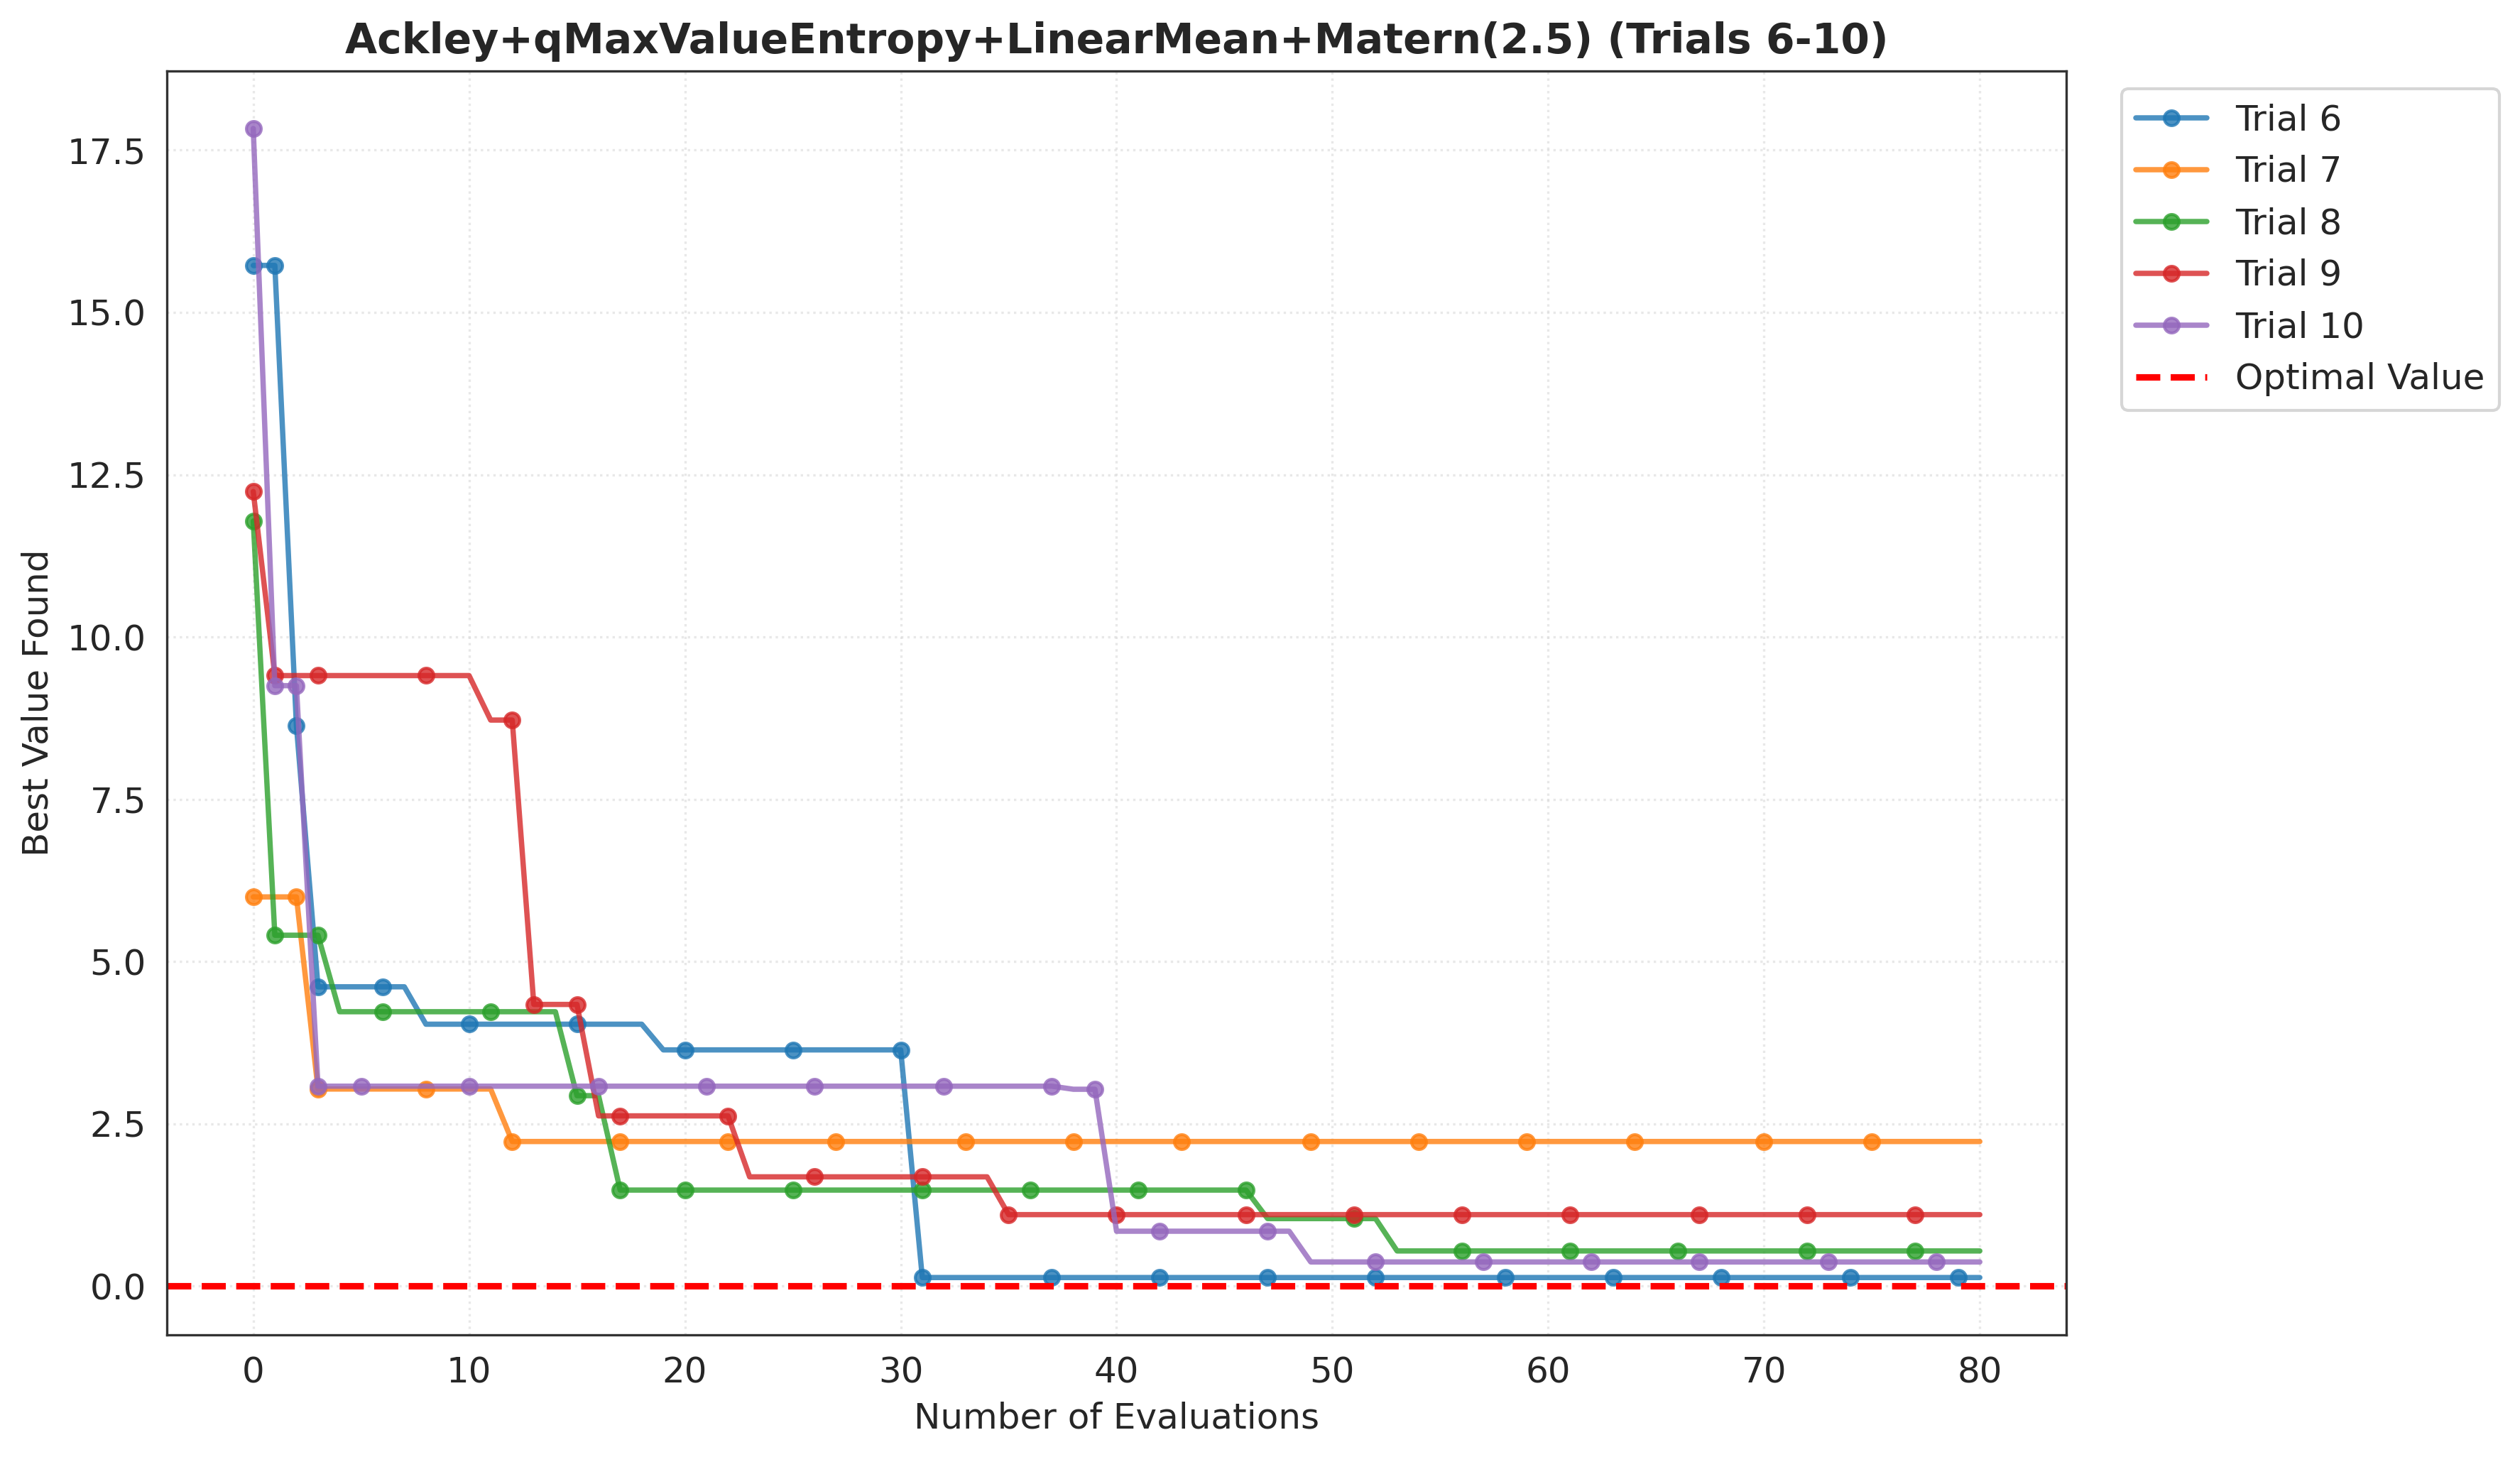 Ackley+qMaxValueEntropy+LinearMean+Matern(2.5) (Trials 6-10)
Best Value Found
17.5
15.0
12.5
10.0
7.5
5.0
2.5
0.0
0 10 20 30 40 50 60 70 80
Number of Evaluations
Trial 6
Trial 7
Trial 8
Trial 9
Trial 10
Optimal Value